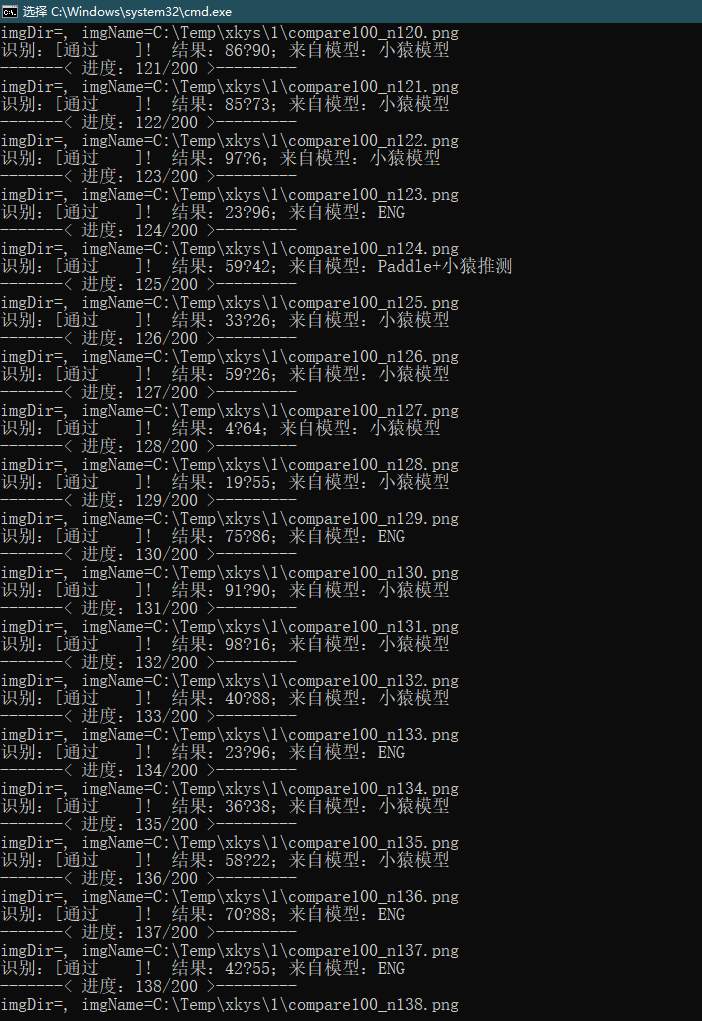 选择 C:\Windows\system32\cmd.exe
imgDir=, imgName=C:\Temp\xkys\1\compare100_n120.png
识别: [通过    ]!  结果: 86?90; 来自模型: 小猿模型
-------< 进度: 121/200 >---------
imgDir=, imgName=C:\Temp\xkys\1\compare100_n121.png
识别: [通过    ]!  结果: 85?73; 来自模型: 小猿模型
-------< 进度: 122/200 >---------
imgDir=, imgName=C:\Temp\xkys\1\compare100_n122.png
识别: [通过    ]!  结果: 97?6; 来自模型: 小猿模型
-------< 进度: 123/200 >---------
imgDir=, imgName=C:\Temp\xkys\1\compare100_n123.png
识别: [通过    ]!  结果: 23?96; 来自模型: ENG
-------< 进度: 124/200 >---------
imgDir=, imgName=C:\Temp\xkys\1\compare100_n124.png
识别: [通过    ]!  结果: 59?42; 来自模型: Paddle+小猿推测
-------< 进度: 125/200 >---------
imgDir=, imgName=C:\Temp\xkys\1\compare100_n125.png
识别: [通过    ]!  结果: 33?26; 来自模型: 小猿模型
-------< 进度: 126/200 >---------
imgDir=, imgName=C:\Temp\xkys\1\compare100_n126.png
识别: [通过    ]!  结果: 59?26; 来自模型: 小猿模型
-------< 进度: 127/200 >---------
imgDir=, imgName=C:\Temp\xkys\1\compare100_n127.png
识别: [通过    ]!  结果: 4?64; 来自模型: 小猿模型
-------< 进度: 128/200 >---------
imgDir=, imgName=C:\Temp\xkys\1\compare100_n128.png
识别: [通过    ]!  结果: 19?55; 来自模型: 小猿模型
-------< 进度: 129/200 >---------
imgDir=, imgName=C:\Temp\xkys\1\compare100_n129.png
识别: [通过    ]!  结果: 75?86; 来自模型: ENG
-------< 进度: 130/200 >---------
imgDir=, imgName=C:\Temp\xkys\1\compare100_n130.png
识别: [通过    ]!  结果: 91?90; 来自模型: 小猿模型
-------< 进度: 131/200 >---------
imgDir=, imgName=C:\Temp\xkys\1\compare100_n131.png
识别: [通过    ]!  结果: 98?16; 来自模型: 小猿模型
-------< 进度: 132/200 >---------
imgDir=, imgName=C:\Temp\xkys\1\compare100_n132.png
识别: [通过    ]!  结果: 40?88; 来自模型: 小猿模型
-------< 进度: 133/200 >---------
imgDir=, imgName=C:\Temp\xkys\1\compare100_n133.png
识别: [通过    ]!  结果: 23?96; 来自模型: ENG
-------< 进度: 134/200 >---------
imgDir=, imgName=C:\Temp\xkys\1\compare100_n134.png
识别: [通过    ]!  结果: 36?38; 来自模型: 小猿模型
-------< 进度: 135/200 >---------
imgDir=, imgName=C:\Temp\xkys\1\compare100_n135.png
识别: [通过    ]!  结果: 58?22; 来自模型: 小猿模型
-------< 进度: 136/200 >---------
imgDir=, imgName=C:\Temp\xkys\1\compare100_n136.png
识别: [通过    ]!  结果: 70?88; 来自模型: ENG
-------< 进度: 137/200 >---------
imgDir=, imgName=C:\Temp\xkys\1\compare100_n137.png
识别: [通过    ]!  结果: 42?55; 来自模型: ENG
-------< 进度: 138/200 >---------
imgDir=, imgName=C:\Temp\xkys\1\compare100_n138.png